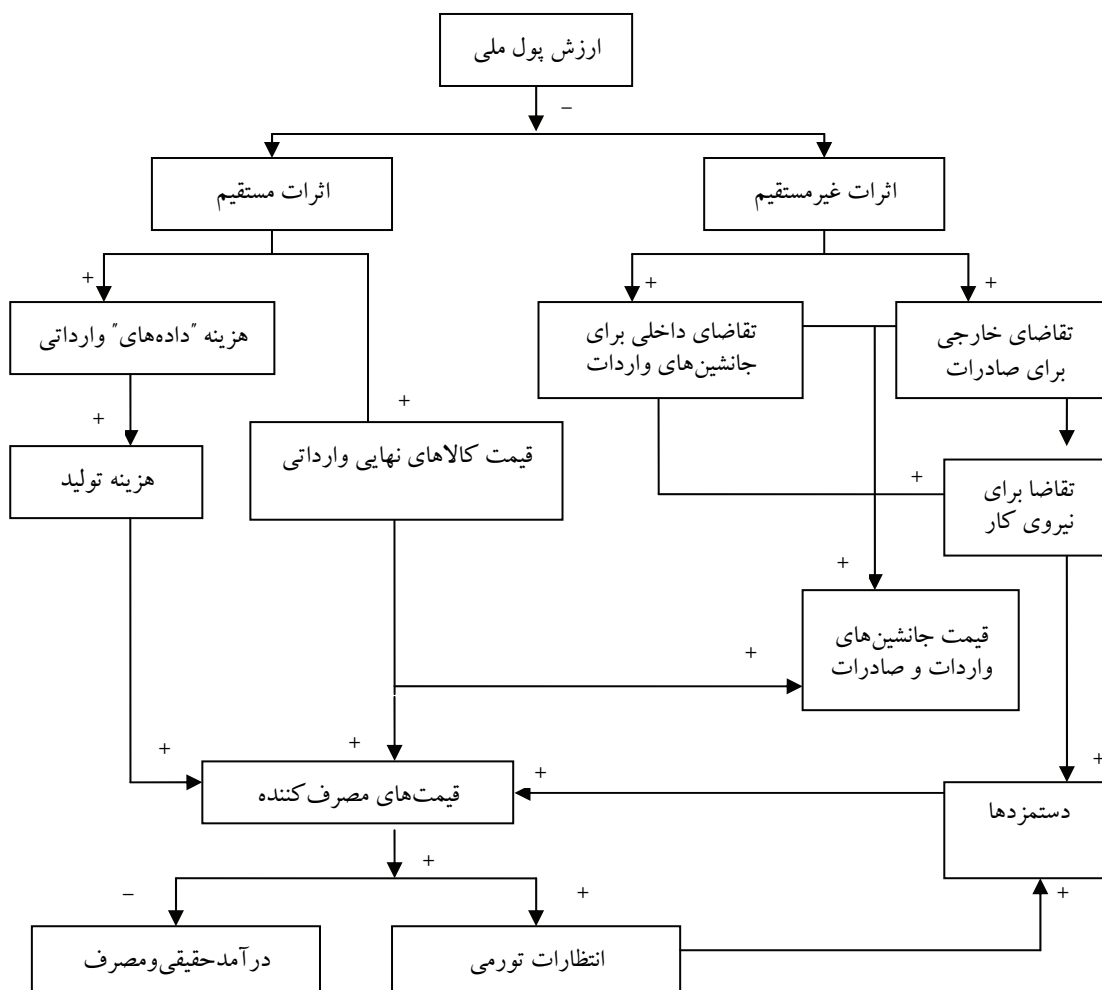 ارزش پول ملی
–
اثرات غیرمستقیم
اثرات مستقیم
+
+
+
تقاضای خارجی
برای صادرات
تقاضای داخلی برای
جانشین‌های واردات
هزینه "داده‌های" وارداتی
+
+
قیمت کالاهای نهایی وارداتی
هزینه تولید
+
تقاضا برای
نیروی کار
+
قیمت جانشین‌های
واردات و صادرات
+
+
+
+
+
دستمزدها
قیمت‌های مصرف‌کننده
+
+
+
–
انتظارات تورمی
درآمدحقیقی‌ومصرف